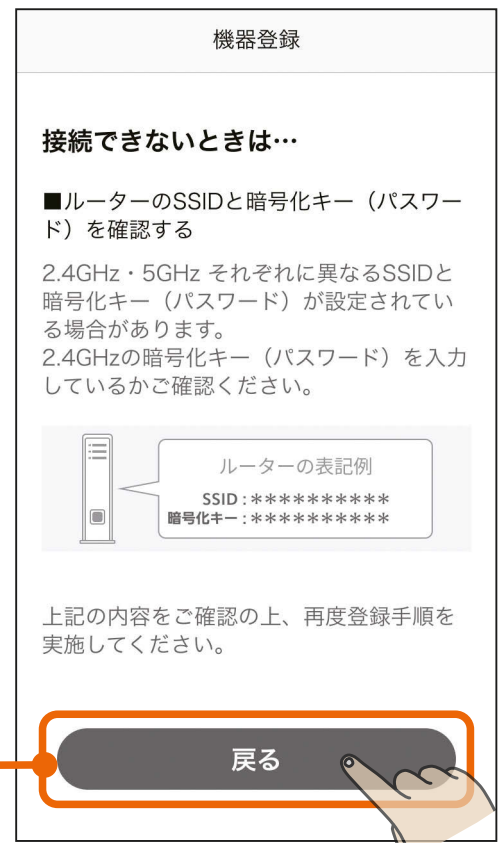 機器登録
接続できないときは…
■ルーターのSSIDと暗号化キー（パスワー
ド）を確認する
2.4GHz・5GHz それぞれに異なるSSIDと
暗号化キー（パスワード）が設定されてい
る場合があります。
2.4GHzの暗号化キー（パスワード）を入力
しているかご確認ください。
ルーターの表記例
SSID：**********
暗号化キー：**********
上記の内容をご確認の上、再度登録手順を
実施してください。
戻る